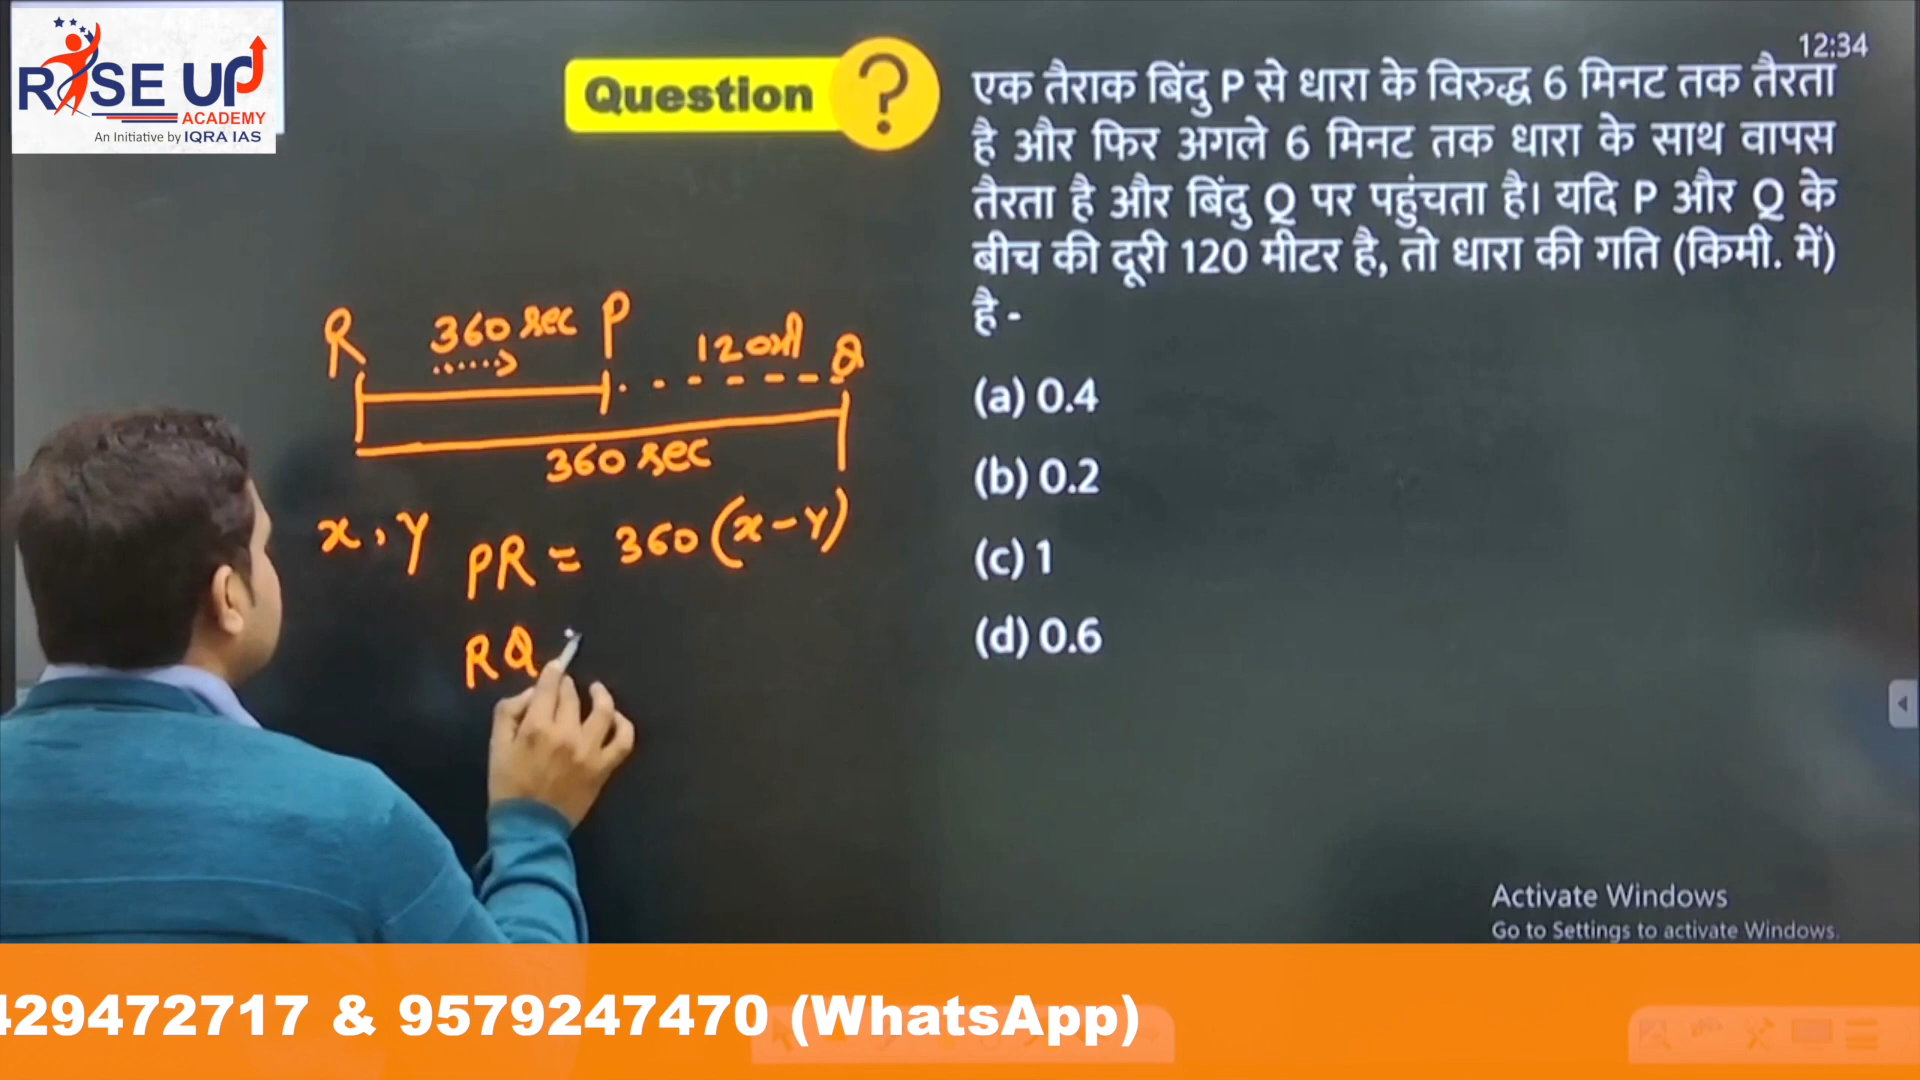 RISE UP
ACADEMY
An Initiative by IQRA IAS
Question ?
12:34
एक तैराक बिंदु P से धारा के विरुद्ध 6 मिनट तक तैरता
है और फिर अगले 6 मिनट तक धारा के साथ वापस
तैरता है और बिंदु Q पर पहुंचता है। यदि P और Q के
बीच की दूरी 120 मीटर है, तो धारा की गति (किमी. में)
है -
(a) 0.4
(b) 0.2
(c) 1
(d) 0.6
R 360 sec P 120मी Q
360 sec
x, y PR = 360(x-y)
RQ
Activate Windows
Go to Settings to activate Windows.
429472717 & 9579247470 (WhatsApp)